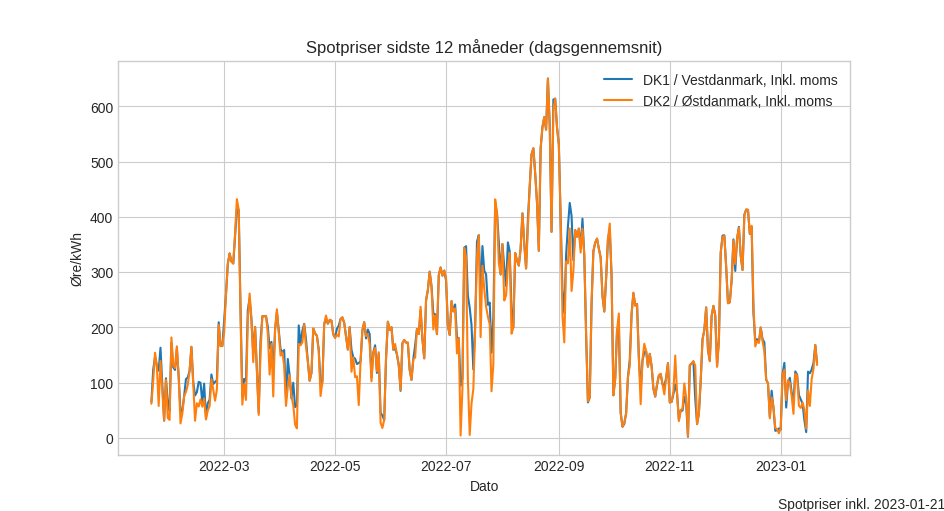 Spotpriser sidste 12 måneder (dagsgennemsnit)
DK1 / Vestdanmark, Inkl. moms
DK2 / Østdanmark, Inkl. moms
Øre/kWh
600
500
400
300
200
100
0
2022-03 2022-05 2022-07 2022-09 2022-11 2023-01
Dato
Spotpriser inkl. 2023-01-21